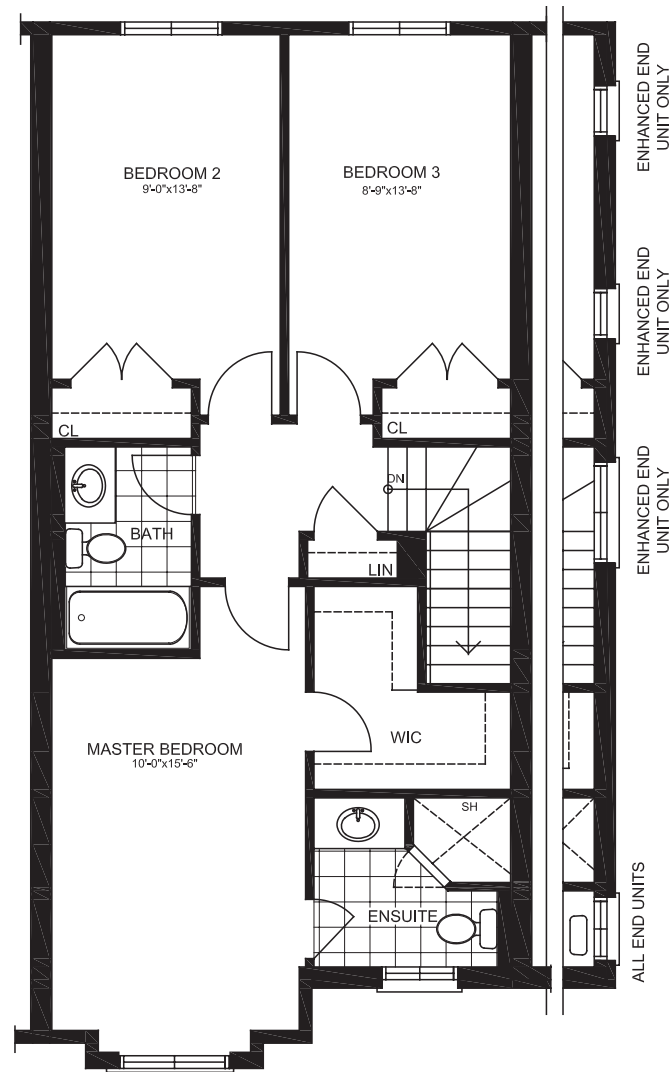 BEDROOM 2
9'-0"x13'-8"
BEDROOM 3
8'-9"x13'-8"
ENHANCED END
UNIT ONLY
ENHANCED END
UNIT ONLY
CL
CL
ENHANCED END
UNIT ONLY
DN
BATH
LIN
MASTER BEDROOM
10'-0"x15'-6"
WIC
SH
ENSUITE
ALL END UNITS